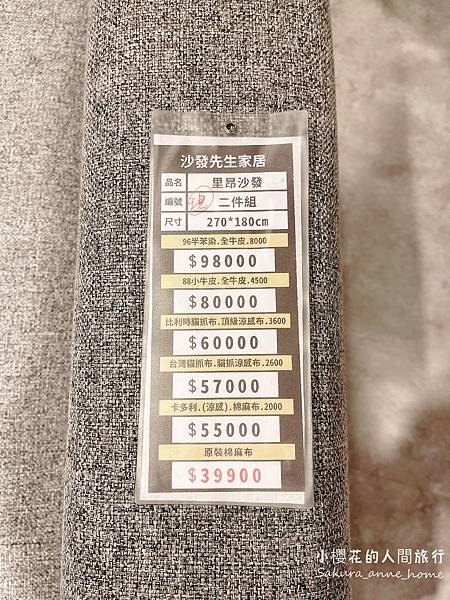 沙發先生家居
品名 里昂沙發
編號 現 二件組
尺寸 270*180cm
96半苯染.全牛皮.8000
$98000
88小牛皮.全牛皮.4500
$80000
比利時貓抓布.頂級涼感布.3600
$60000
台灣貓抓布.貓抓涼感布.2600
$57000
卡多利.(涼感).棉麻布.2000
$55000
原裝棉麻布
$39900
小櫻花的人間旅行
Sakura_anne_home